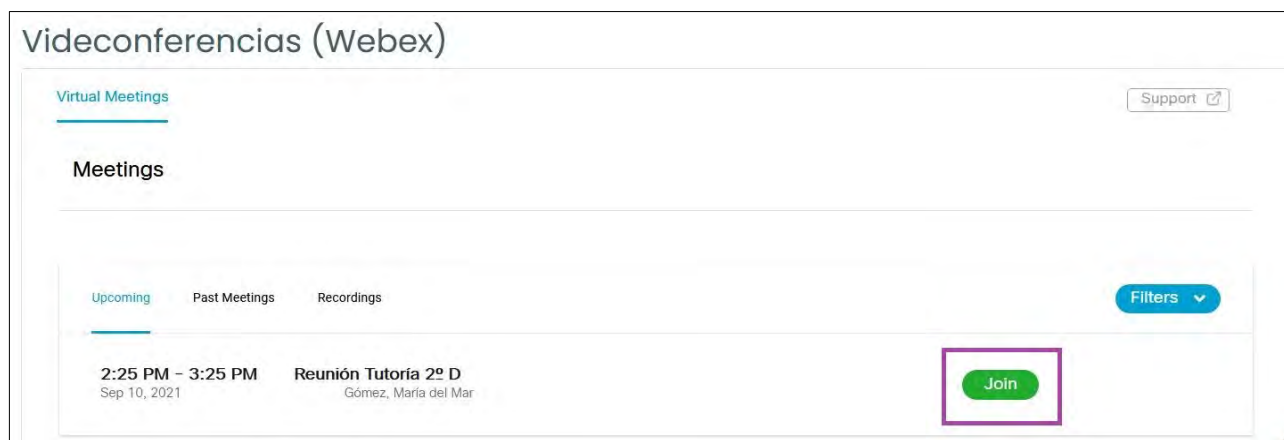 Videconferencias (Webex)
Virtual Meetings
Support
Meetings
Upcoming Past Meetings Recordings
Filters
2:25 PM - 3:25 PM Reunión Tutoría 2º D
Sep 10, 2021 Gómez, María del Mar
Join